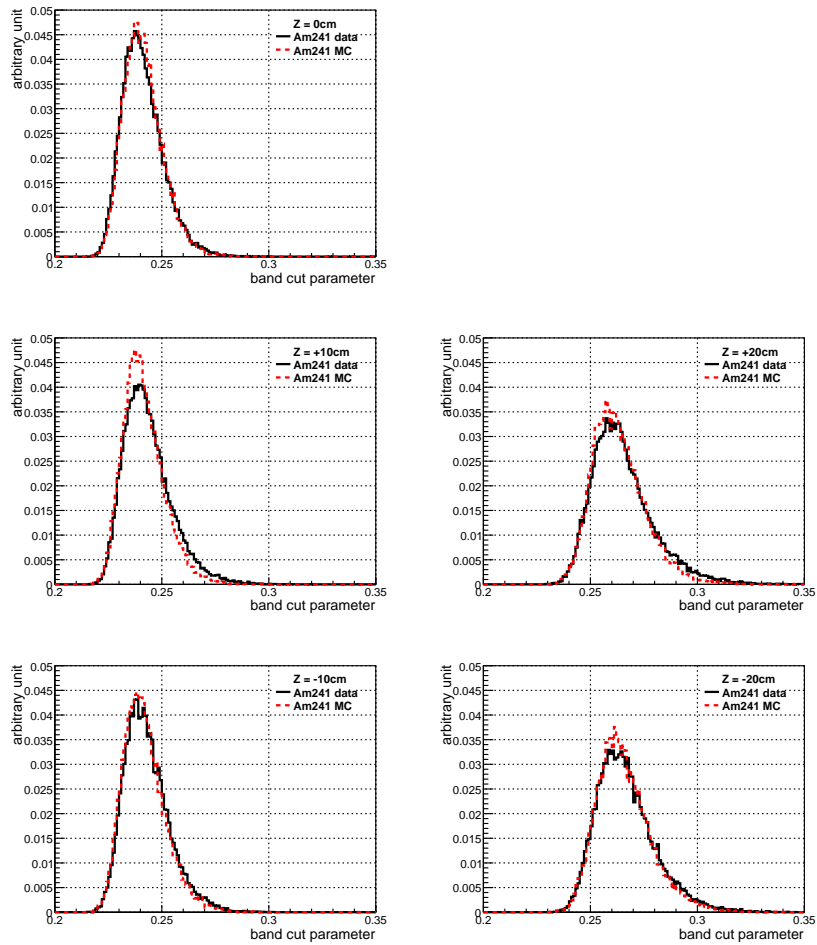 arbitrary unit
Z = 0cm
Am241 data
Am241 MC
0.05
0.045
0.04
0.035
0.03
0.025
0.02
0.015
0.01
0.005
0
0.2 0.25 0.3 0.35
band cut parameter
arbitrary unit
Z = +10cm
Am241 data
Am241 MC
0.05
0.045
0.04
0.035
0.03
0.025
0.02
0.015
0.01
0.005
0
0.2 0.25 0.3 0.35
band cut parameter
arbitrary unit
Z = +20cm
Am241 data
Am241 MC
0.05
0.045
0.04
0.035
0.03
0.025
0.02
0.015
0.01
0.005
0
0.2 0.25 0.3 0.35
band cut parameter
arbitrary unit
Z = -10cm
Am241 data
Am241 MC
0.05
0.045
0.04
0.035
0.03
0.025
0.02
0.015
0.01
0.005
0
0.2 0.25 0.3 0.35
band cut parameter
arbitrary unit
Z = -20cm
Am241 data
Am241 MC
0.05
0.045
0.04
0.035
0.03
0.025
0.02
0.015
0.01
0.005
0
0.2 0.25 0.3 0.35
band cut parameter